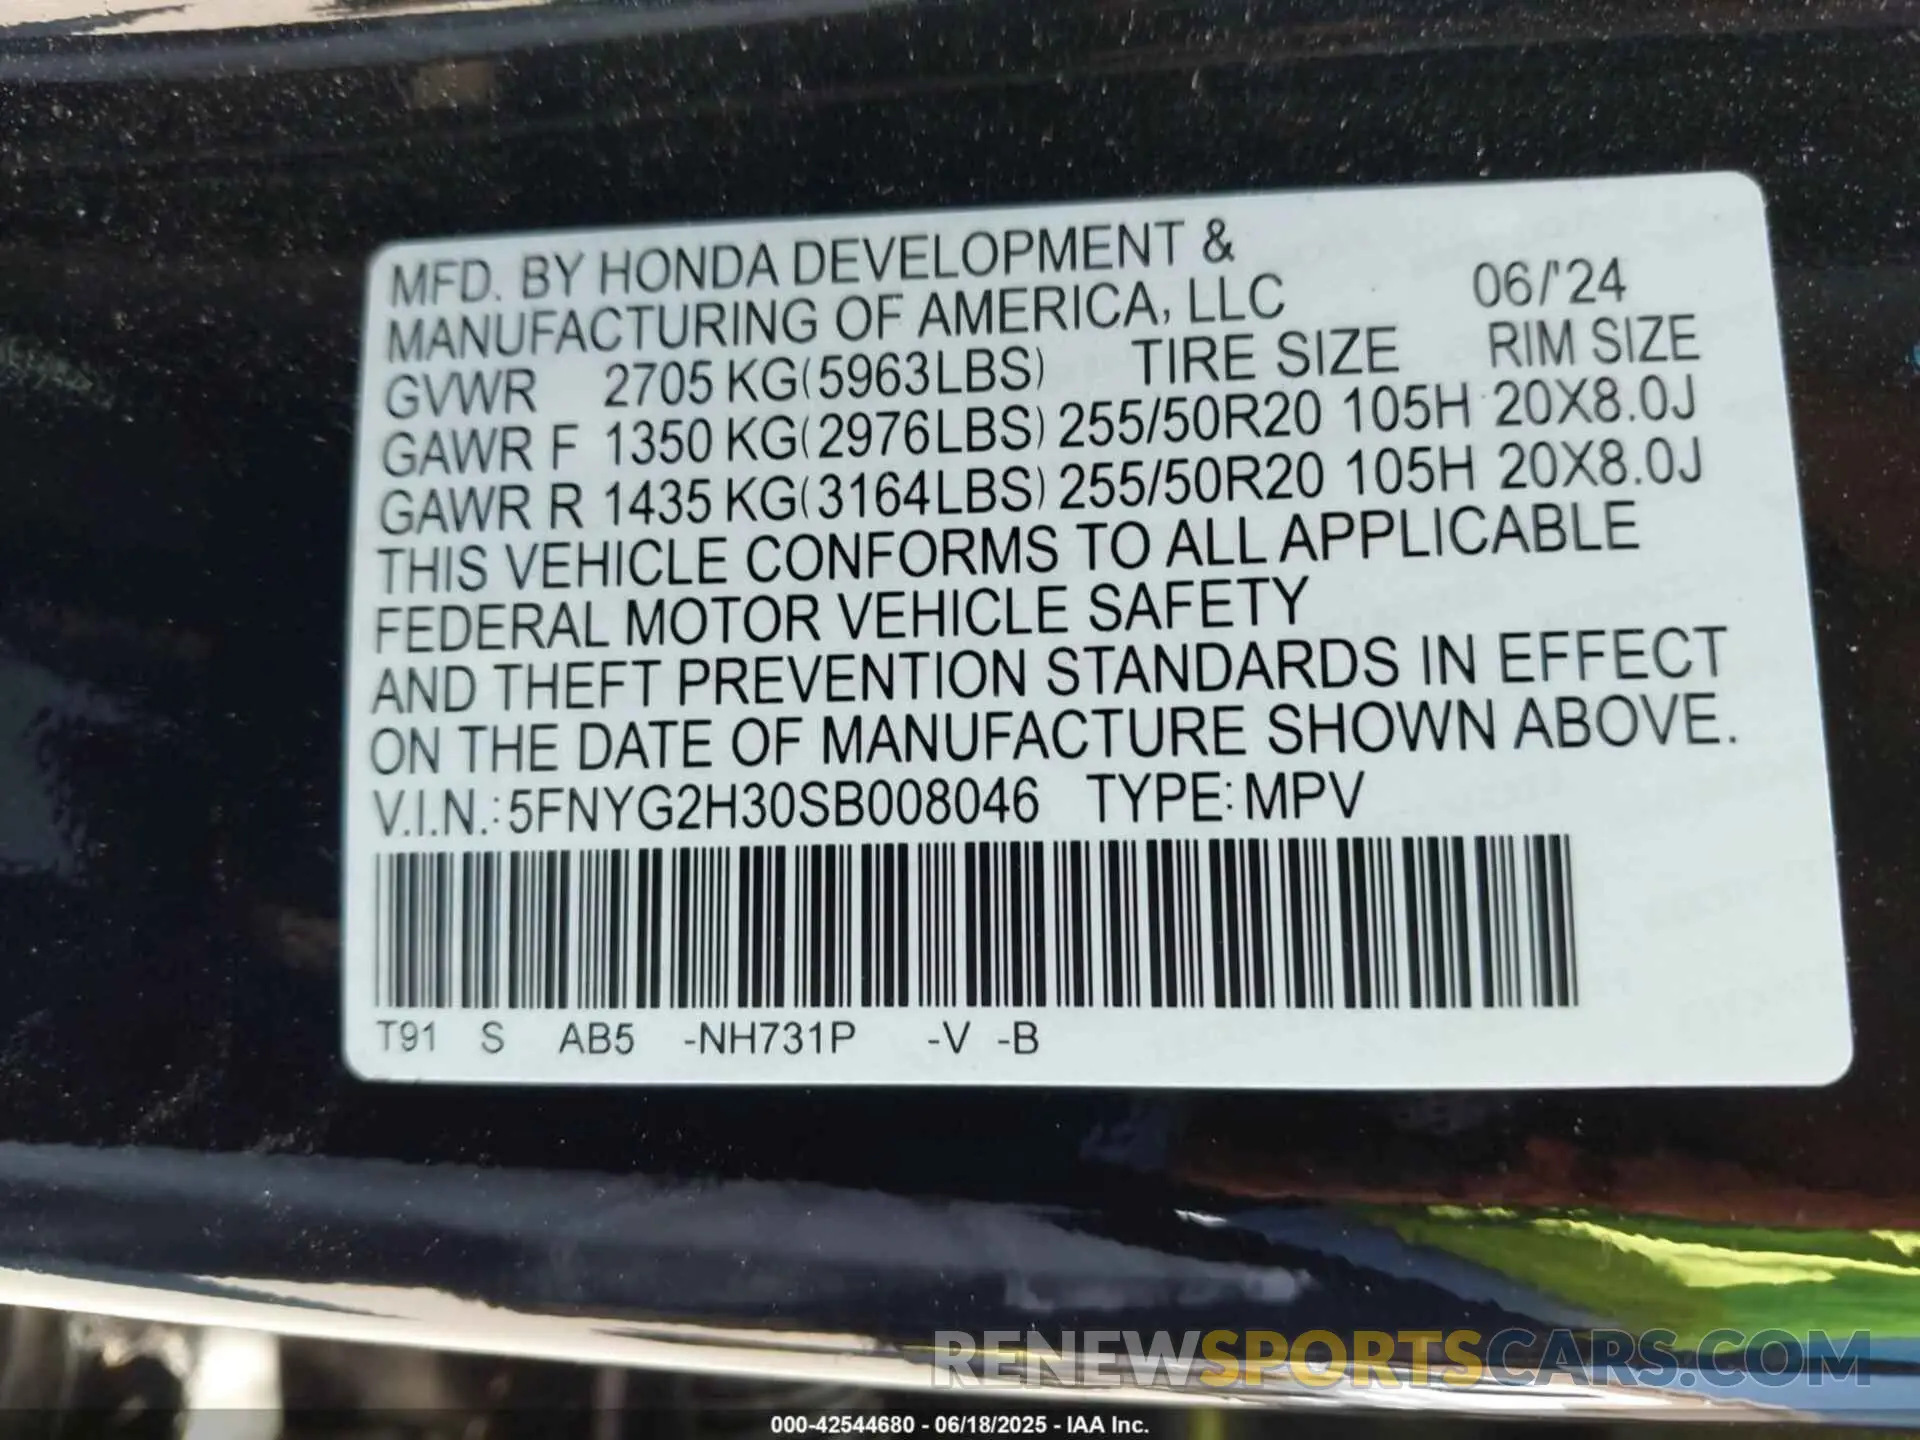 MFD. BY HONDA DEVELOPMENT &
MANUFACTURING OF AMERICA, LLC 06/'24
GVWR 2705 KG(5963LBS) TIRE SIZE RIM SIZE
GAWR F 1350 KG(2976LBS) 255/50R20 105H 20X8.0J
GAWR R 1435 KG(3164LBS) 255/50R20 105H 20X8.0J
THIS VEHICLE CONFORMS TO ALL APPLICABLE
FEDERAL MOTOR VEHICLE SAFETY
AND THEFT PREVENTION STANDARDS IN EFFECT
ON THE DATE OF MANUFACTURE SHOWN ABOVE.
V.I.N.: 5FNYG2H30SB008046 TYPE: MPV
T91 S AB5 -NH731P -V -B
RENEWSPORTSCARS.COM
000-42544680 - 06/18/2025 - IAA Inc.